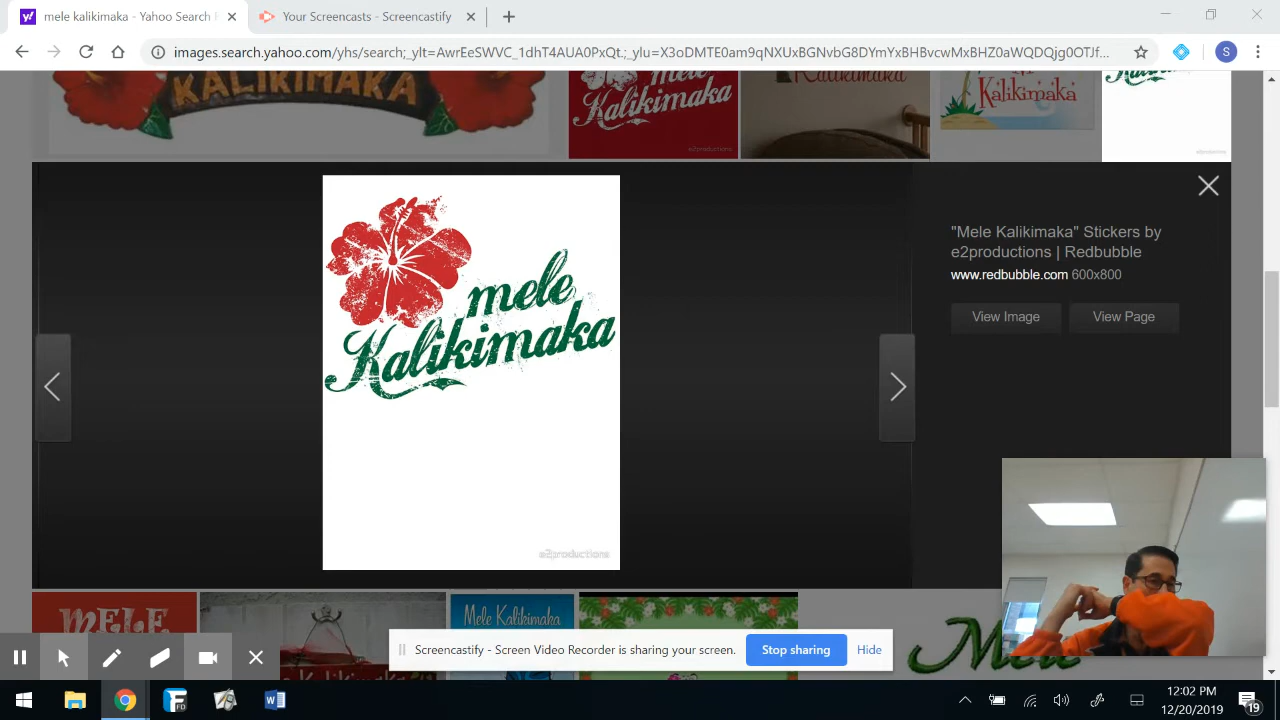 mele kalikimaka - Yahoo Search
Your Screencasts - Screencastify
images.search.yahoo.com/yhs/search;_ylt=AwrEeSWVC_1dhT4AUA0PxQt.;_ylu=X3oDMTE0am9qNXUxBGNvbG8DYmYxBHBvcwMxBHZ0aWQDQjg0OTJf...
S
KALIKIMAKA
mele
Kalikimaka
e2productions
Kalikimaka
Kalikimaka
e2productions
mele
Kalikimaka
e2productions
"Mele Kalikimaka" Stickers by
e2productions | Redbubble
www.redbubble.com 600x800
View Image
View Page
MELE
Kalikimaka
Mele Kalikimaka
Mele
Screencastify - Screen Video Recorder is sharing your screen.
Stop sharing
Hide
12:02 PM
12/20/2019
19